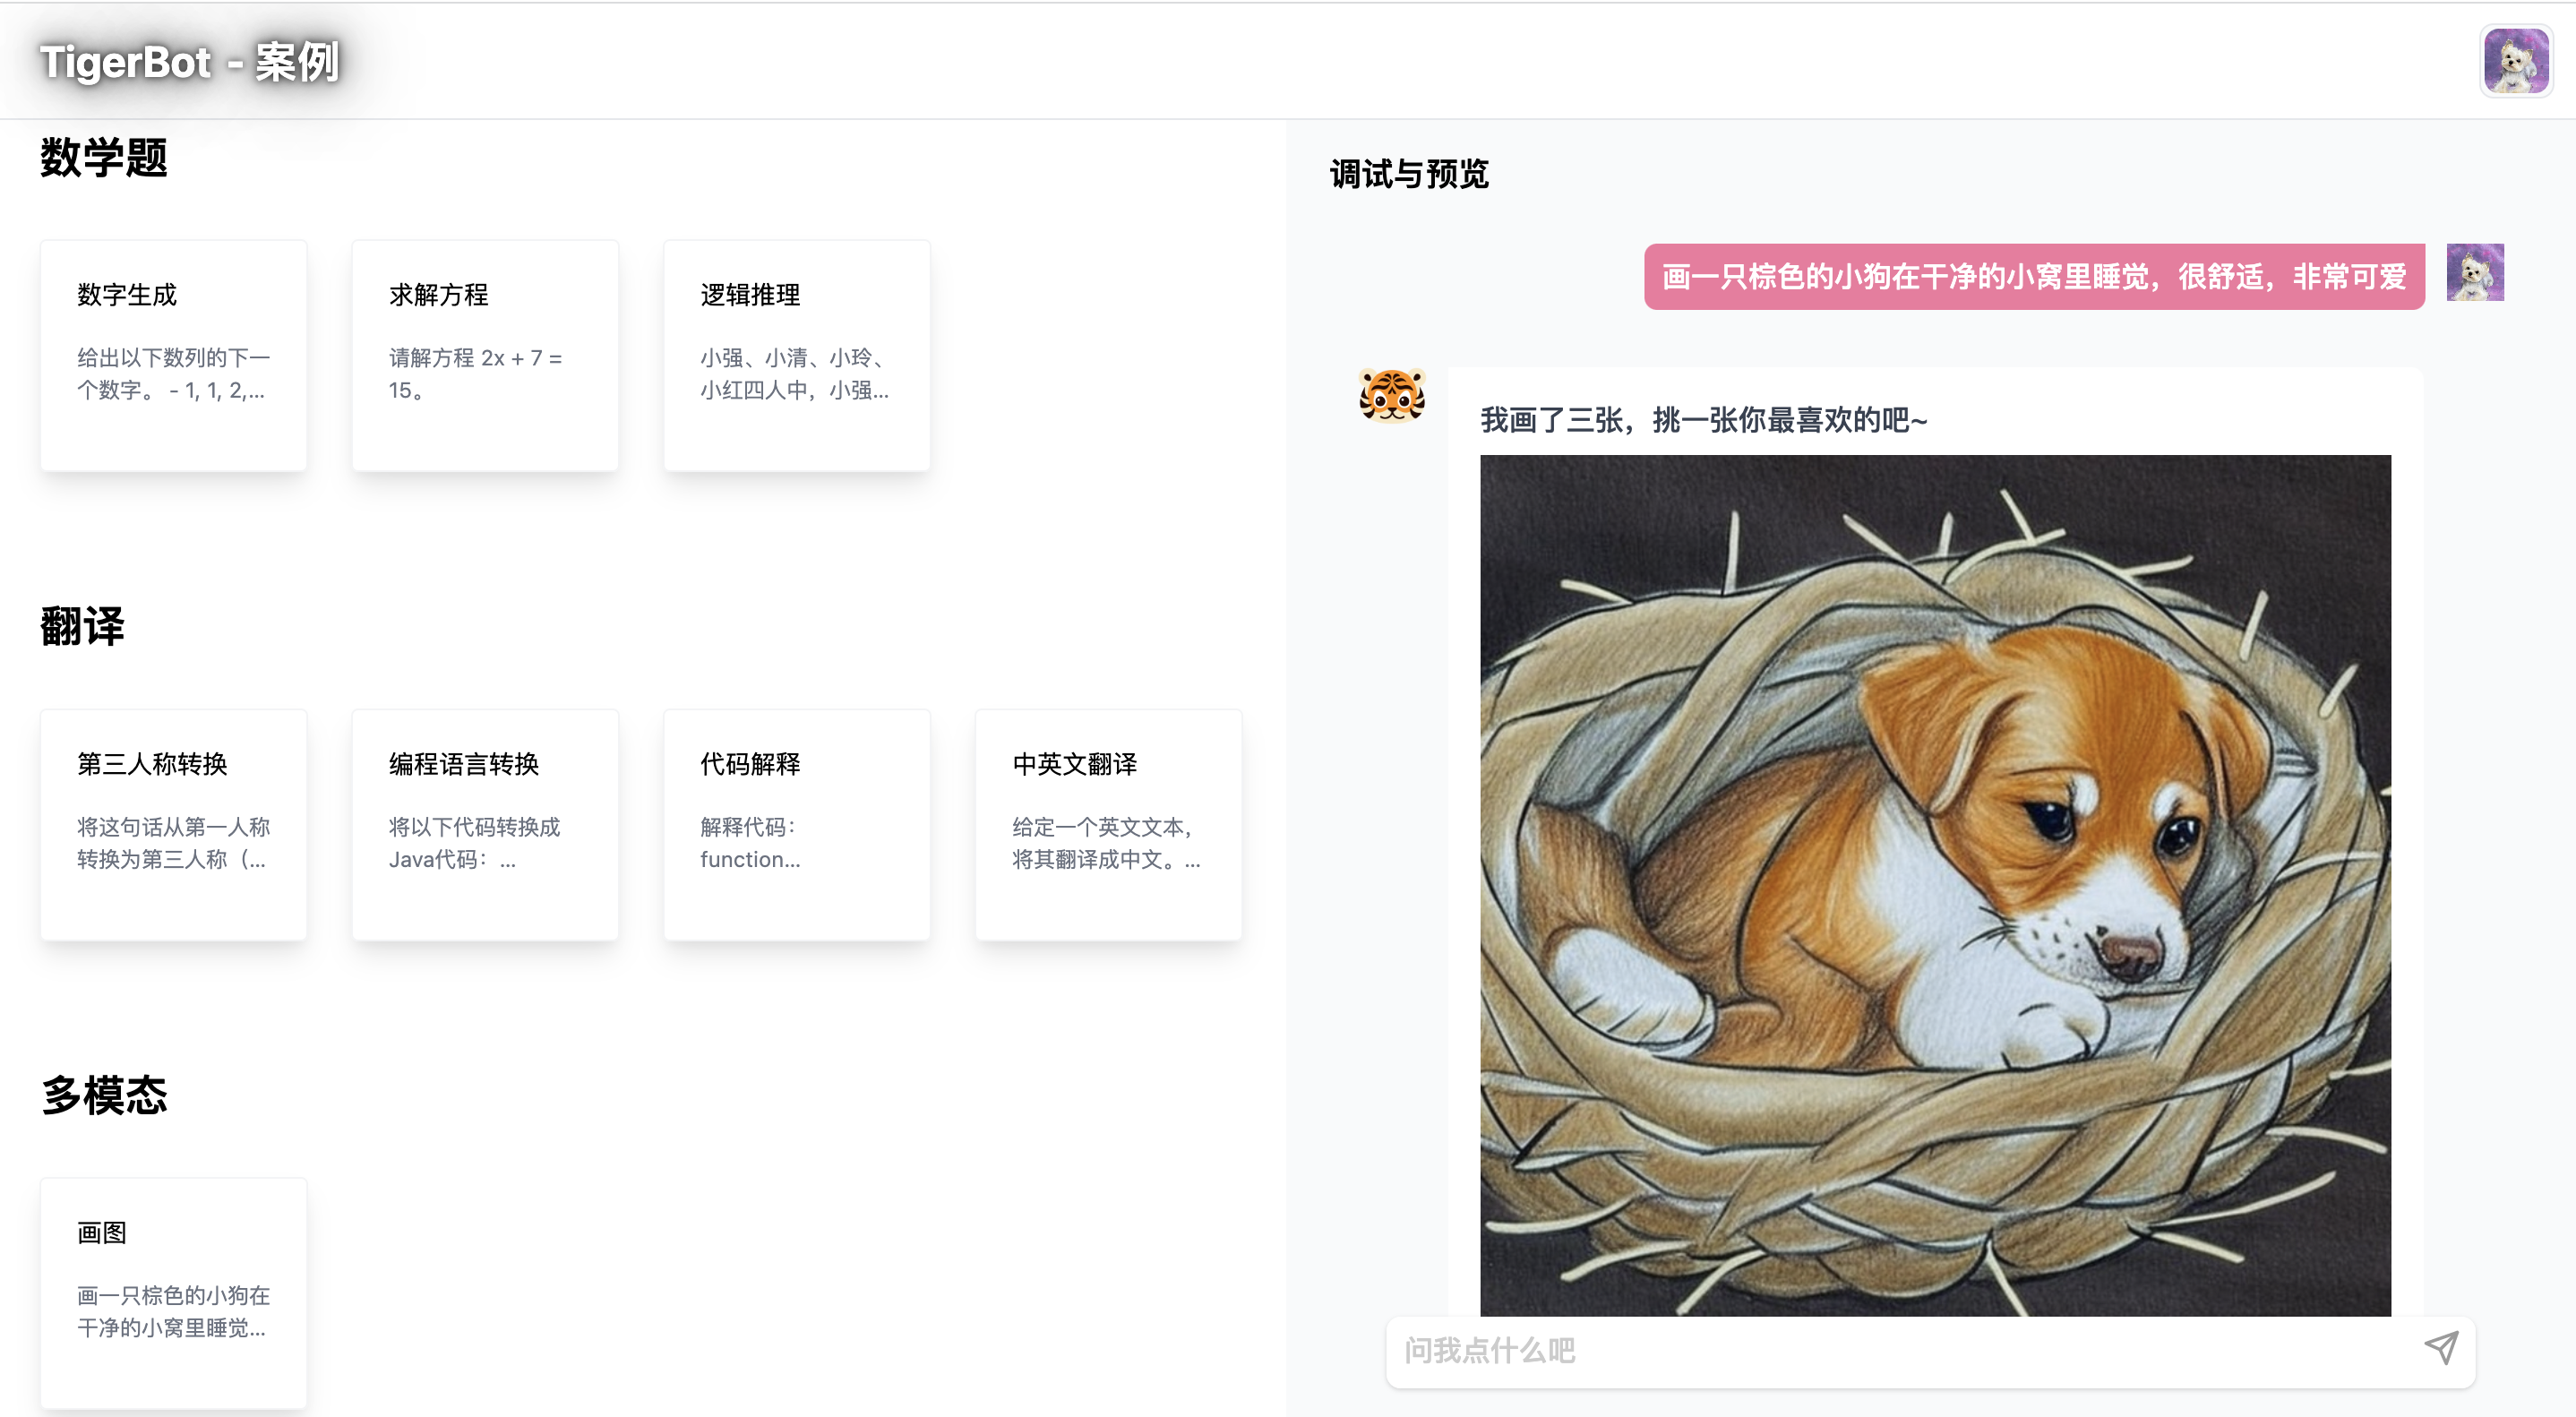 TigerBot - 案例
数学题
数字生成
给出以下数列的下一
个数字。 - 1, 1, 2,...
求解方程
请解方程 2x + 7 =
15。
逻辑推理
小强、小清、小玲、
小红四人中，小强...
翻译
第三人称转换
将这句话从第一人称
转换为第三人称（...
编程语言转换
将以下代码转换成
Java代码： ...
代码解释
解释代码：
function...
中英文翻译
给定一个英文文本，
将其翻译成中文。...
多模态
画图
画一只棕色的小狗在
干净的小窝里睡觉...
调试与预览
画一只棕色的小狗在干净的小窝里睡觉，很舒适，非常可爱
我画了三张，挑一张你最喜欢的吧~
问我点什么吧